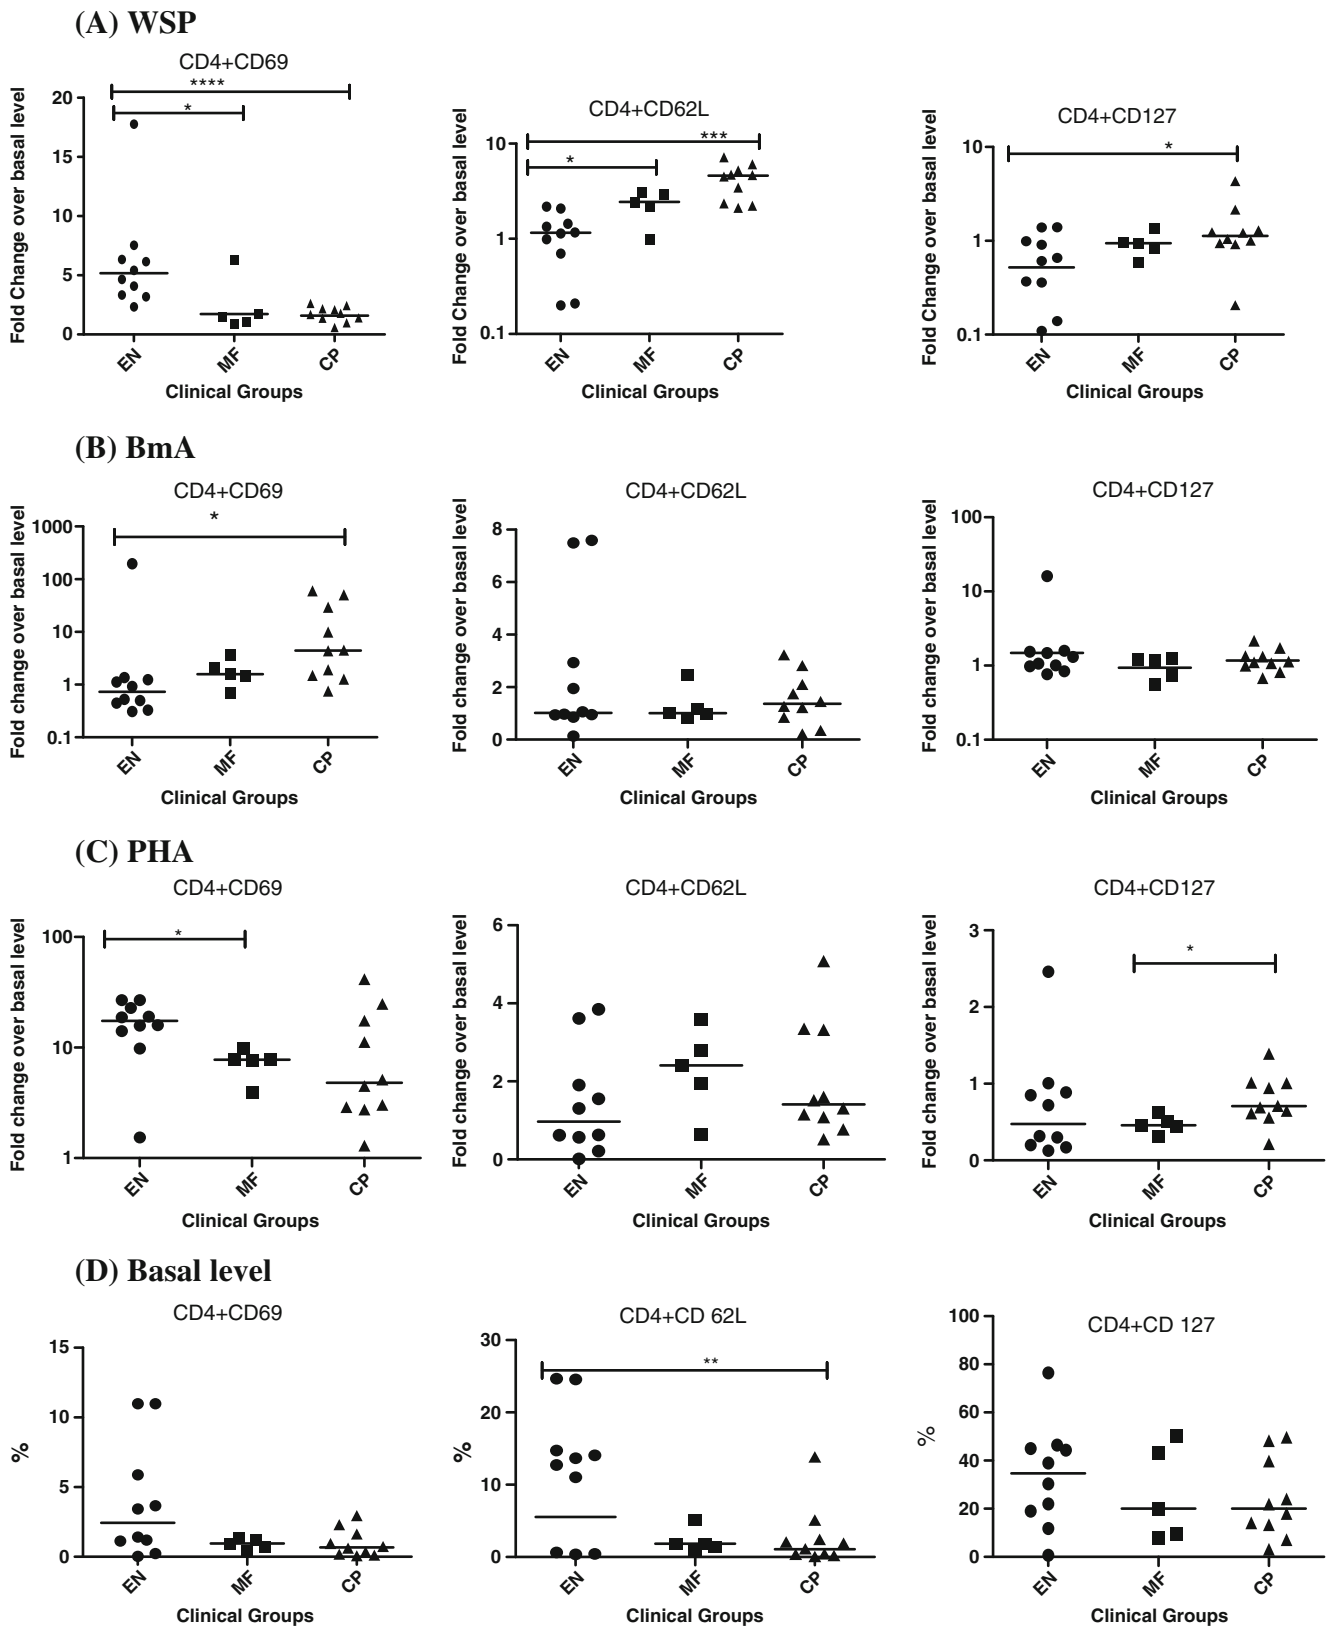 (A) WSP
CD4+CD69
****
*
Fold Change over basal level
20
15
10
5
0
EN
MF
CP
Clinical Groups
CD4+CD62L
***
*
Fold Change over basal level
10
1
0.1
EN
MF
CP
Clinical Groups
CD4+CD127
*
Fold Change over basal level
10
1
0.1
EN
MF
CP
Clinical Groups
(B) BmA
CD4+CD69
*
Fold change over basal level
1000
100
10
1
0.1
EN
MF
CP
Clinical Groups
CD4+CD62L
Fold change over basal level
8
6
4
2
0
EN
MF
CP
Clinical Groups
CD4+CD127
Fold change over basal level
100
10
1
0.1
EN
MF
CP
Clinical Groups
(C) PHA
CD4+CD69
*
Fold change over basal level
100
10
1
EN
MF
CP
Clinical Groups
CD4+CD62L
Fold change over basal level
6
4
2
0
EN
MF
CP
Clinical Groups
CD4+CD127
*
Fold change over basal level
3
2
1
0
EN
MF
CP
Clinical Groups
(D) Basal level
CD4+CD69
%
15
10
5
0
EN
MF
CP
Clinical Groups
CD4+CD 62L
**
%
30
20
10
0
EN
MF
CP
Clinical Groups
CD4+CD 127
%
100
80
60
40
20
0
EN
MF
CP
Clinical Groups